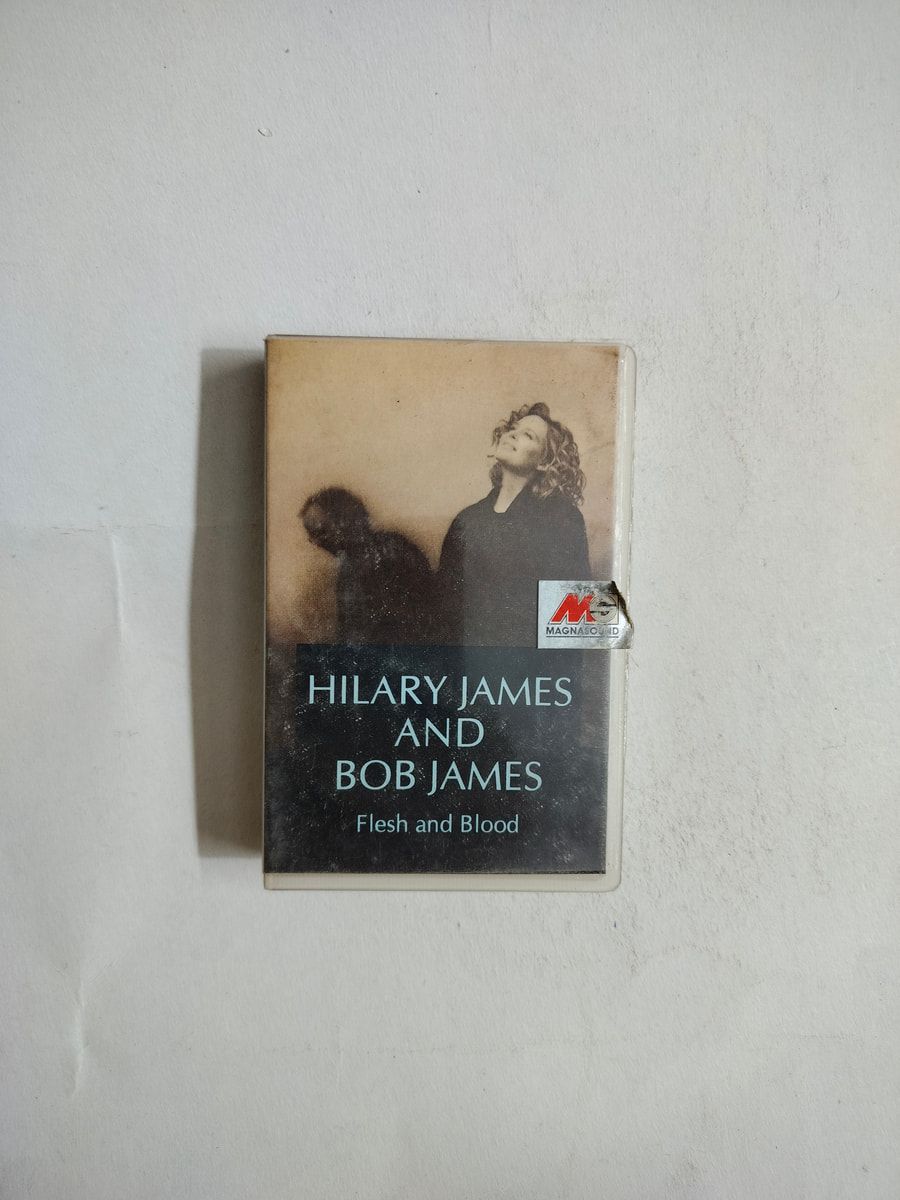 MAGNASOUND
HILARY JAMES
AND
BOB JAMES
Flesh and Blood